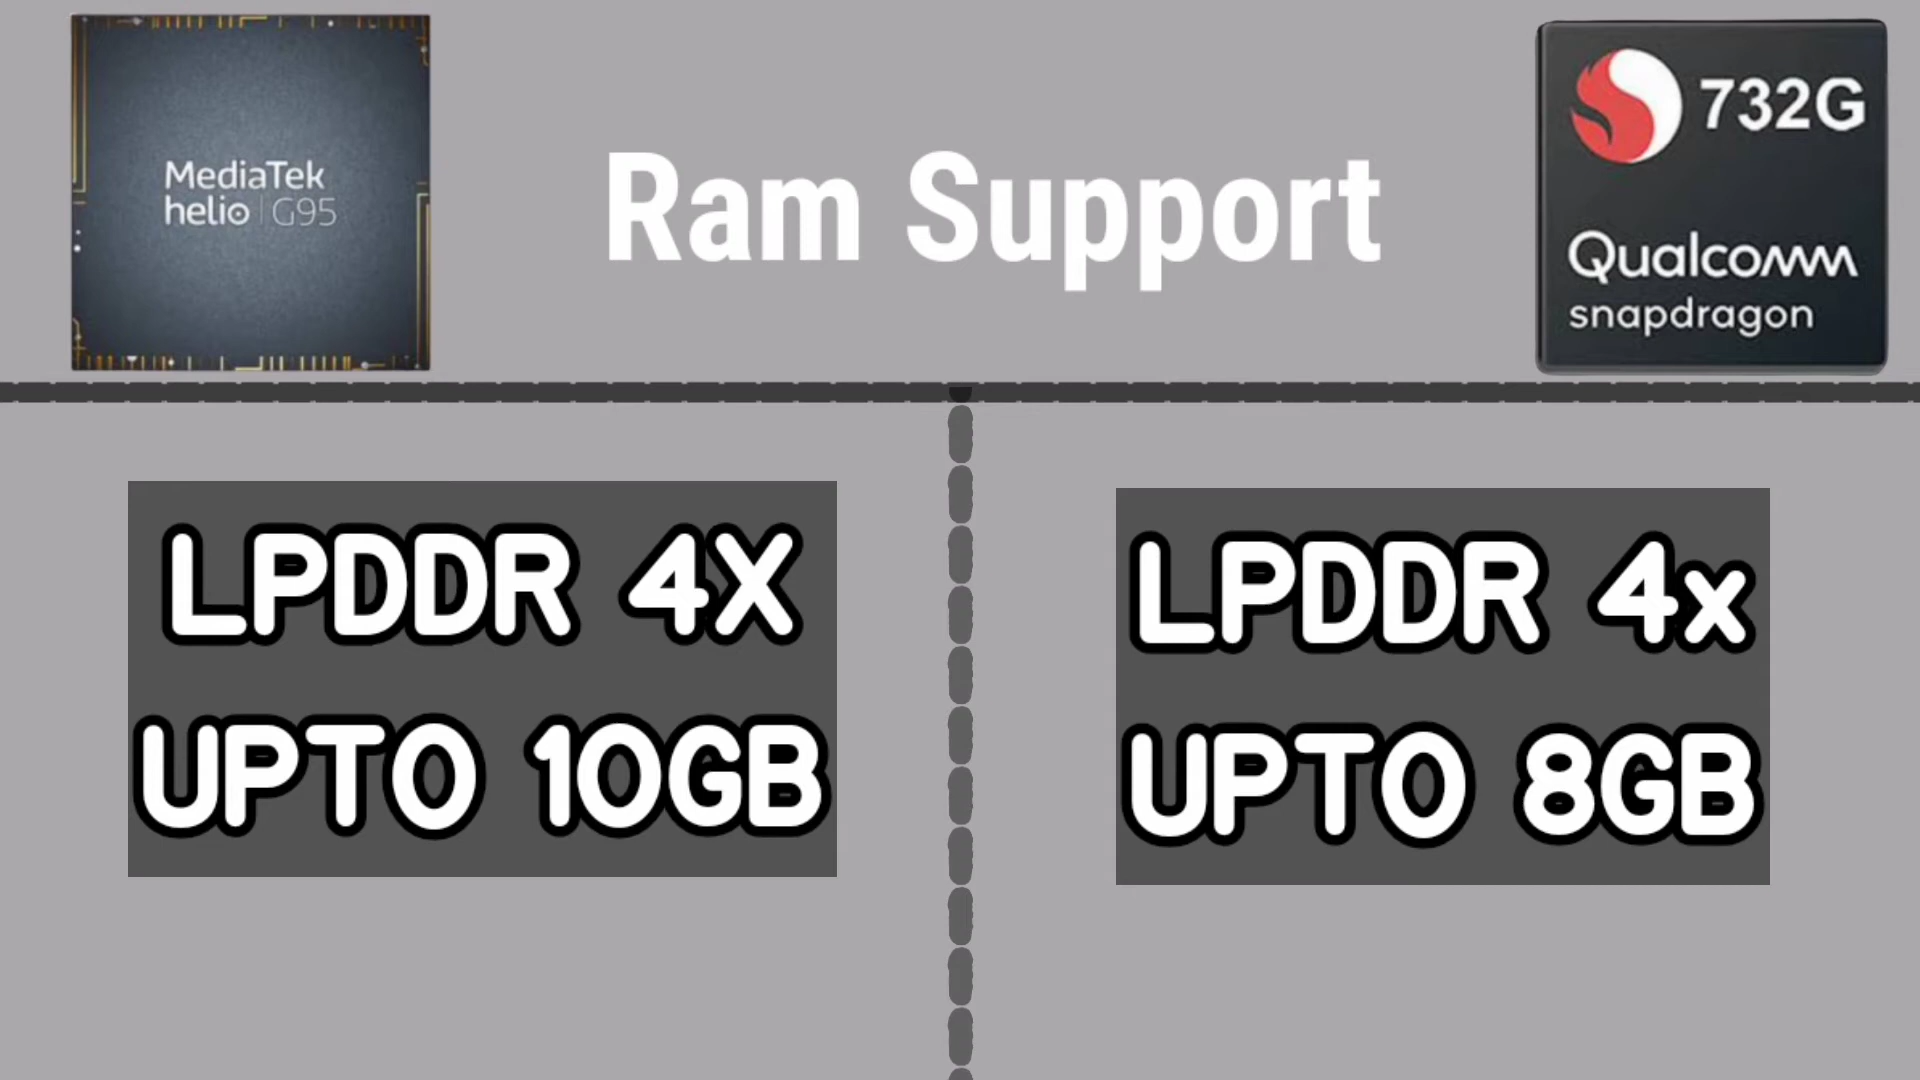 MediaTek
helio | G95
Ram Support
732G
Qualcomm
snapdragon
LPDDR 4X
UPTO 10GB
LPDDR 4x
UPTO 8GB